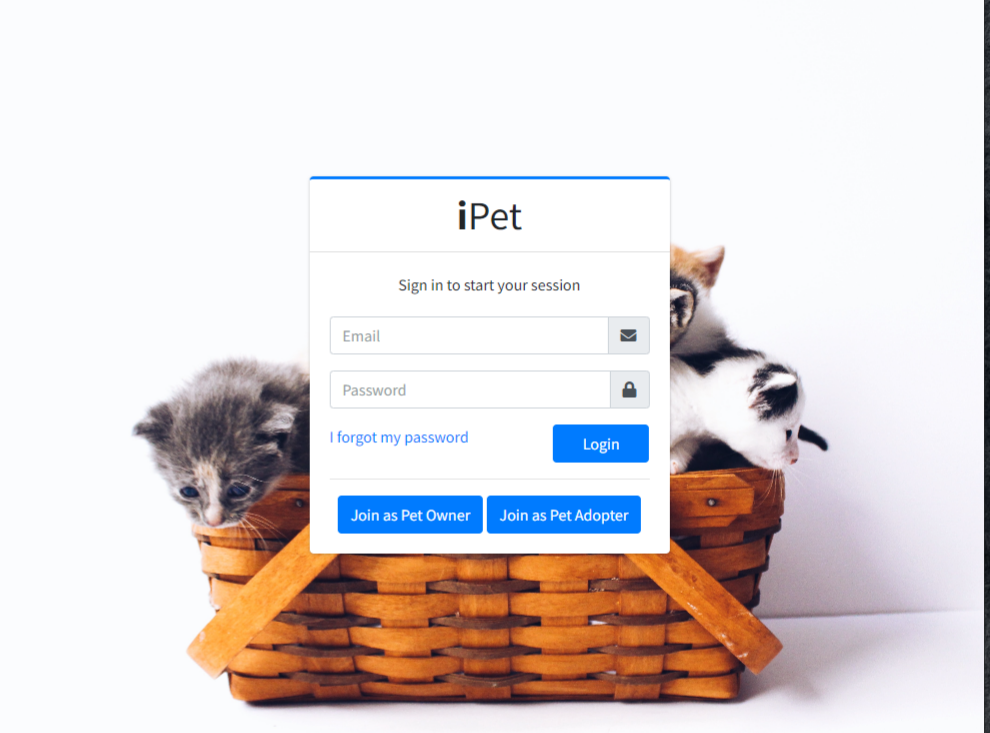 iPet
Sign in to start your session
Email
Password
I forgot my password
Login
Join as Pet Owner Join as Pet Adopter